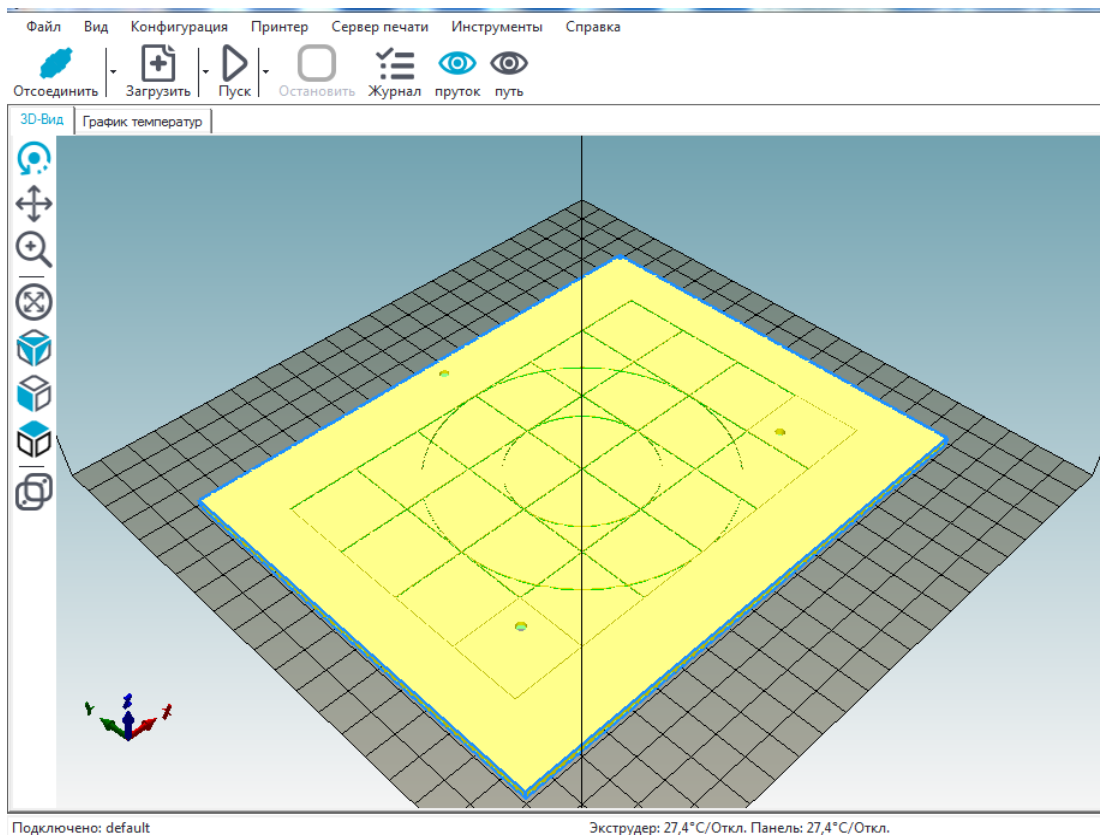 Файл Вид Конфигурация Принтер Сервер печати Инструменты Справка
Отсоединить Загрузить Пуск Остановить Журнал пруток путь
3D-Вид График температур
Y Z X
Подключено: default Экструдер: 27,4°C/Откл. Панель: 27,4°C/Откл.